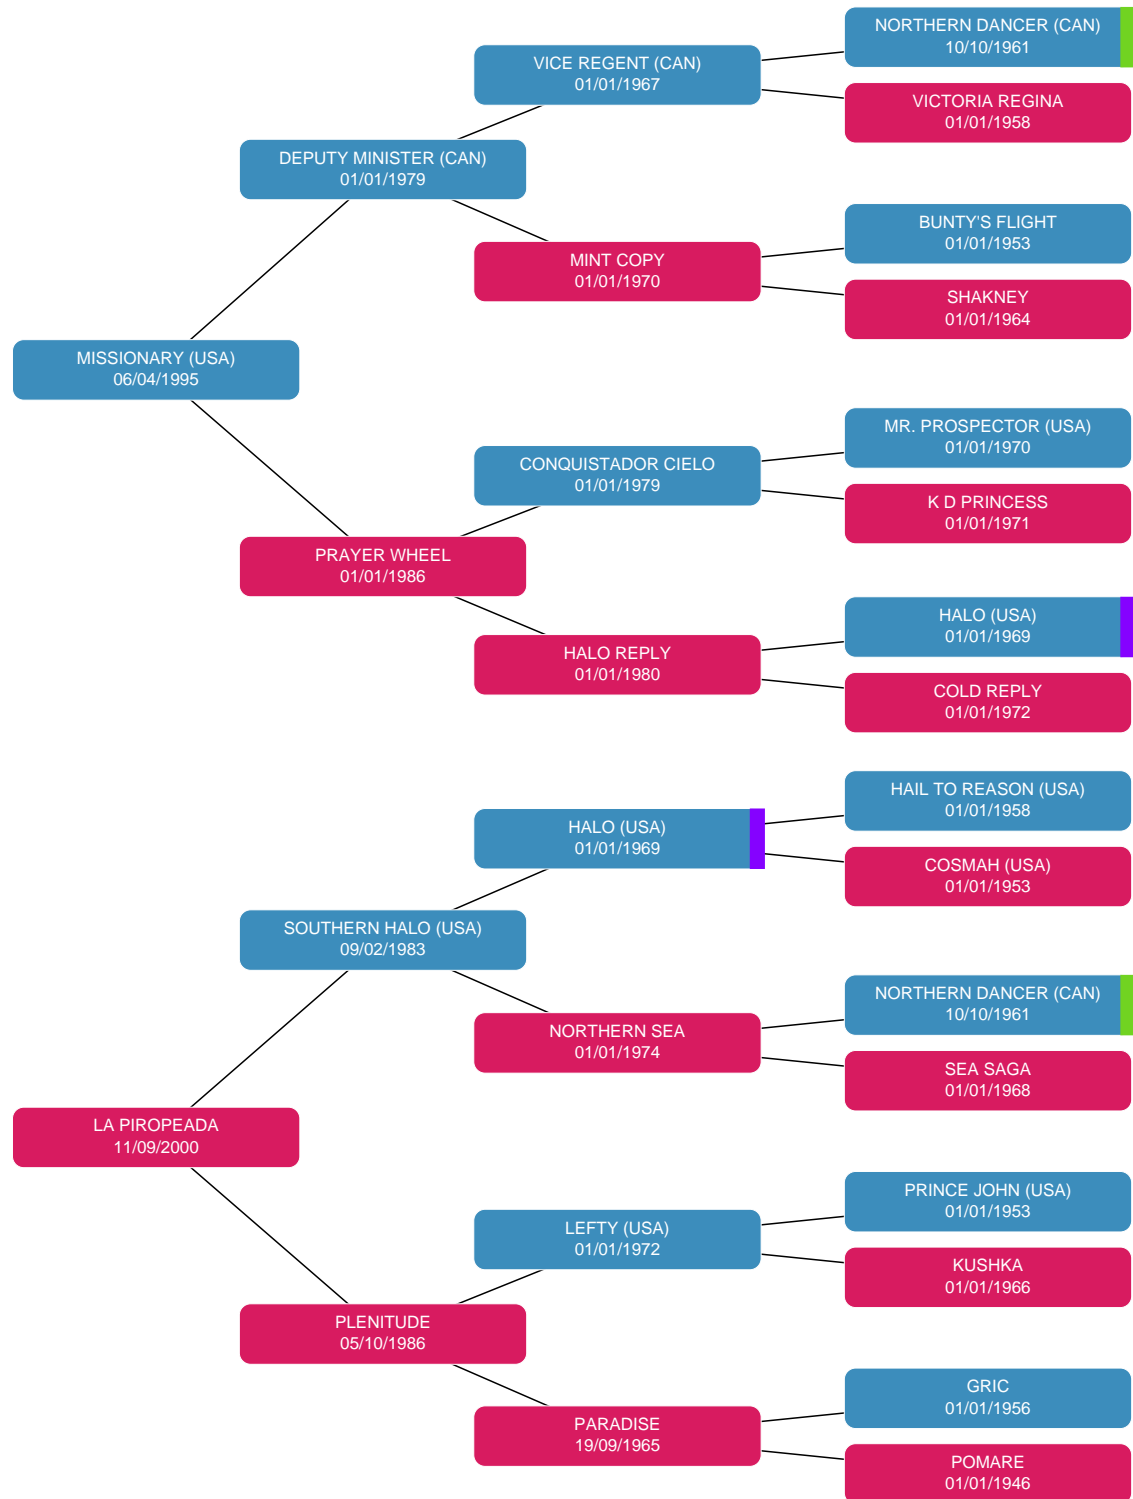 NORTHERN DANCER (CAN)
10/10/1961
VICE REGENT (CAN)
01/01/1967
VICTORIA REGINA
01/01/1958
DEPUTY MINISTER (CAN)
01/01/1979
BUNTY'S FLIGHT
01/01/1953
MINT COPY
01/01/1970
SHAKNEY
01/01/1964
MISSIONARY (USA)
06/04/1995
MR. PROSPECTOR (USA)
01/01/1970
CONQUISTADOR CIELO
01/01/1979
K D PRINCESS
01/01/1971
PRAYER WHEEL
01/01/1986
HALO (USA)
01/01/1969
HALO REPLY
01/01/1980
COLD REPLY
01/01/1972
HAIL TO REASON (USA)
01/01/1958
HALO (USA)
01/01/1969
COSMAH (USA)
01/01/1953
SOUTHERN HALO (USA)
09/02/1983
NORTHERN DANCER (CAN)
10/10/1961
NORTHERN SEA
01/01/1974
SEA SAGA
01/01/1968
LA PIROPEADA
11/09/2000
PRINCE JOHN (USA)
01/01/1953
LEFTY (USA)
01/01/1972
KUSHKA
01/01/1966
PLENITUDE
05/10/1986
GRIC
01/01/1956
PARADISE
19/09/1965
POMARE
01/01/1946